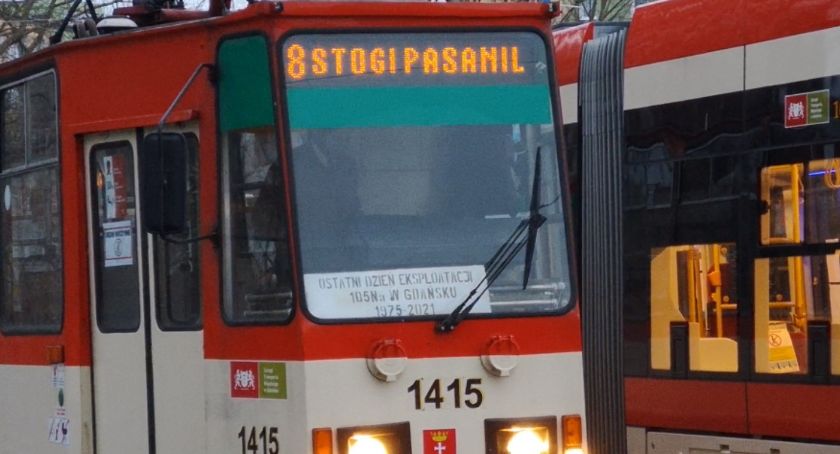 8 STOGI PASANIL
OSTATNI DZIEŃ EKSPLOATACJI
105Na W GDAŃSKU
1975-2021
1415
1415